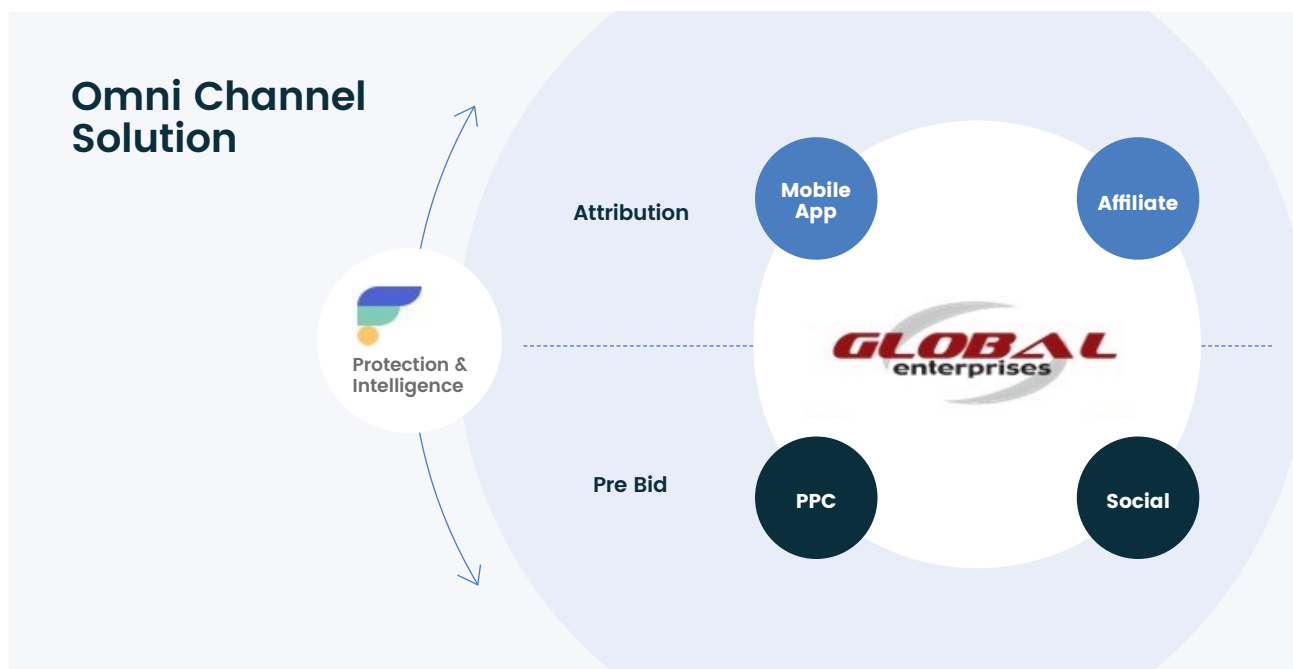 Omni Channel
Solution
Attribution
Mobile
App
Affiliate
Protection &
Intelligence
GLOBAL
enterprises
Pre Bid
PPC
Social